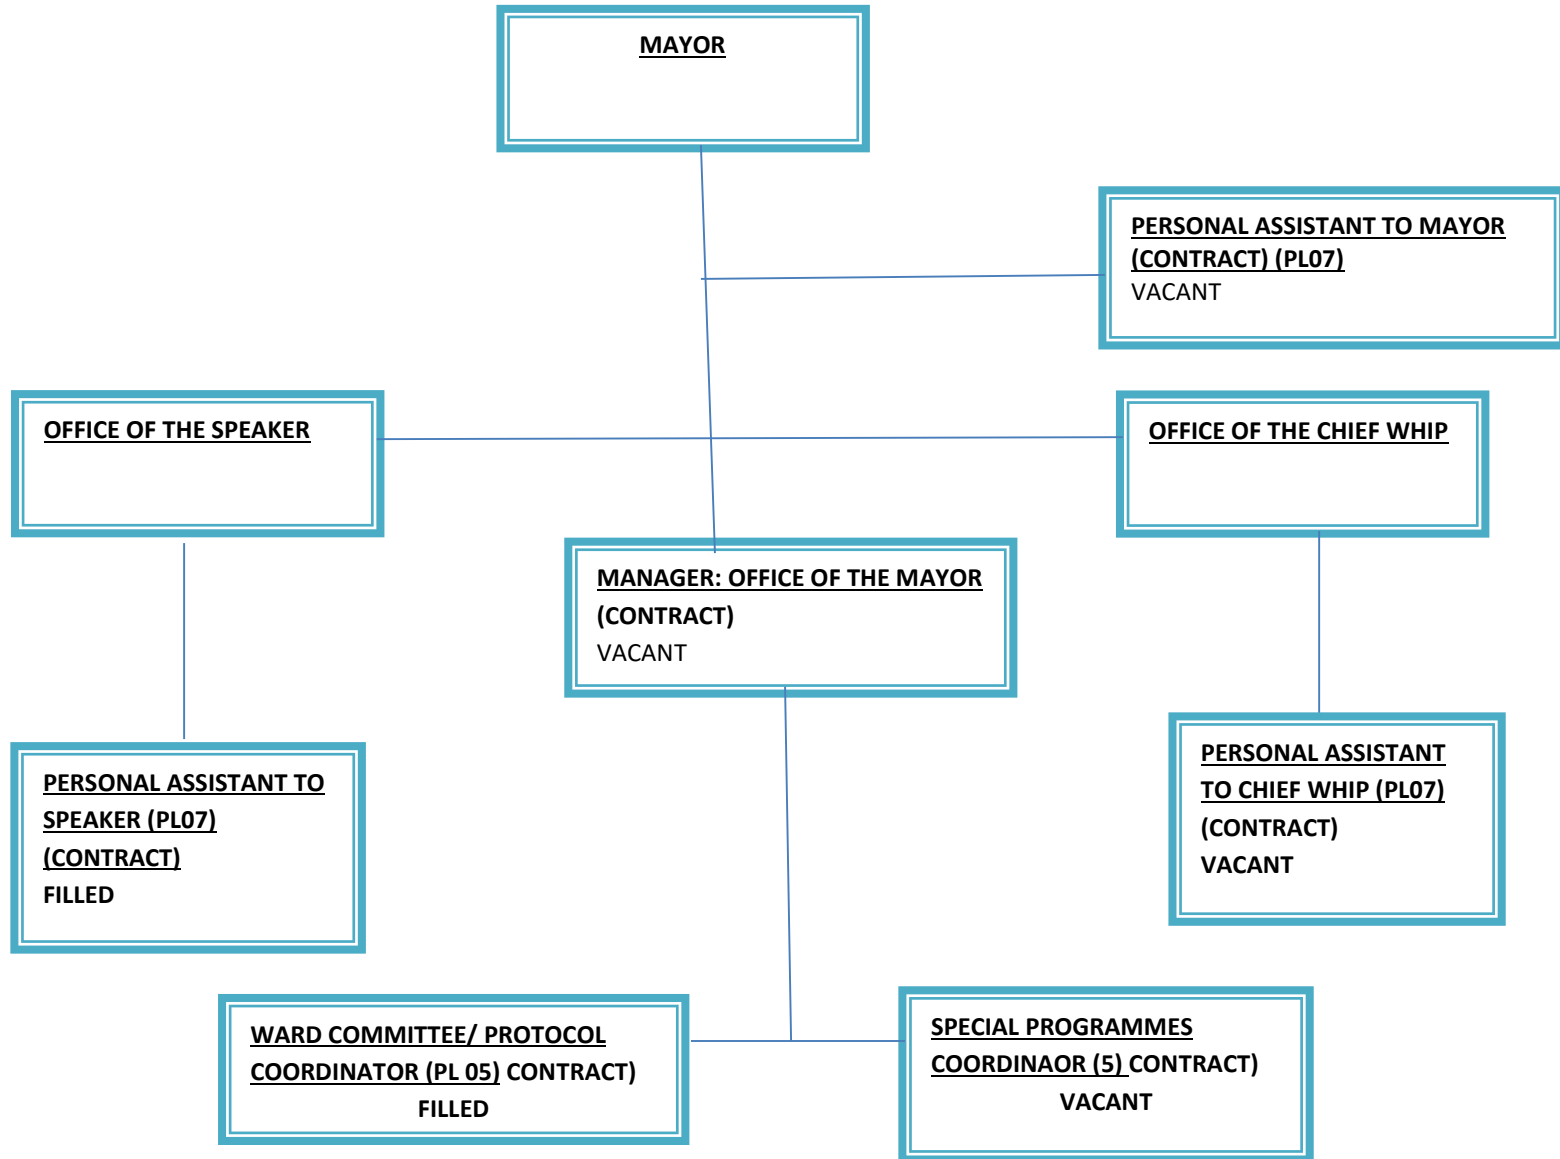 MAYOR
PERSONAL ASSISTANT TO MAYOR
(CONTRACT) (PL07)
VACANT
OFFICE OF THE SPEAKER
OFFICE OF THE CHIEF WHIP
MANAGER: OFFICE OF THE MAYOR
(CONTRACT)
VACANT
PERSONAL ASSISTANT TO
SPEAKER (PL07)
(CONTRACT)
FILLED
PERSONAL ASSISTANT
TO CHIEF WHIP (PL07)
(CONTRACT)
VACANT
WARD COMMITTEE/ PROTOCOL
COORDINATOR (PL 05) CONTRACT)
FILLED
SPECIAL PROGRAMMES
COORDINAOR (5) CONTRACT)
VACANT